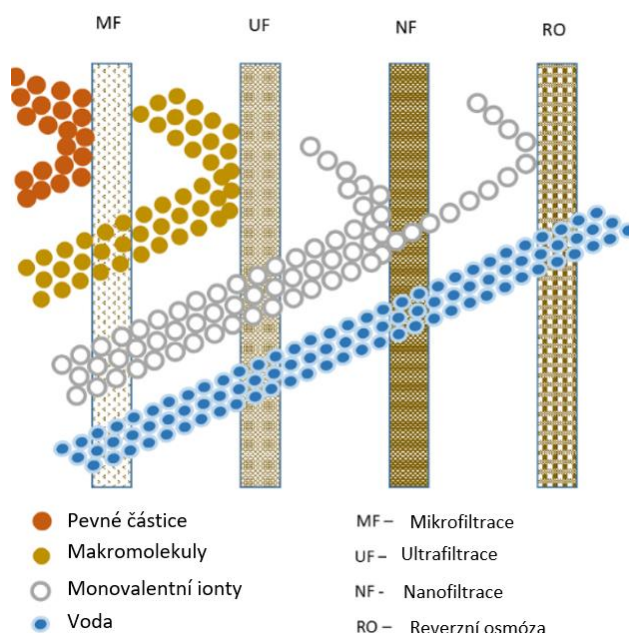 MF UF NF RO
Pevné částice
Makromolekuly
Monovalentní ionty
Voda
MF – Mikrofiltrace
UF – Ultrafiltrace
NF - Nanofiltrace
RO – Reverzní osmóza